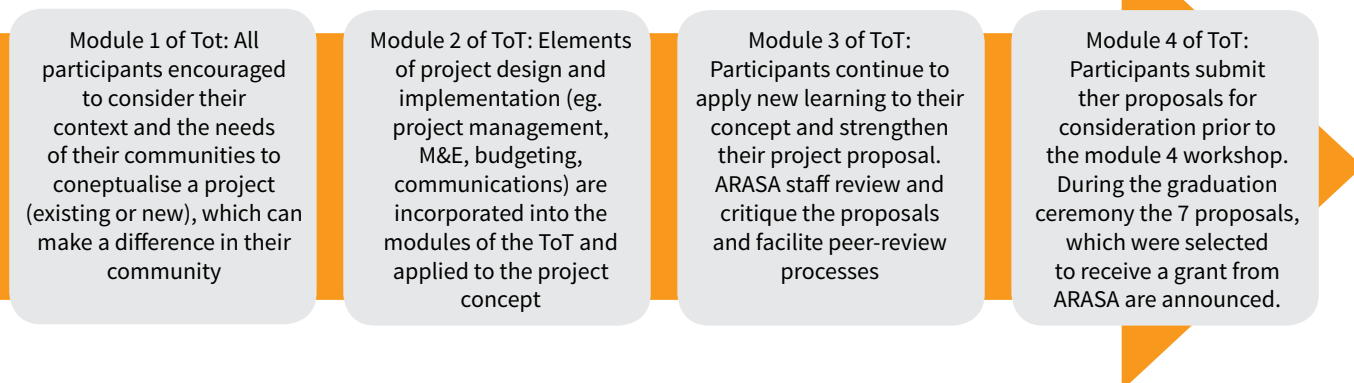 Module 1 of Tot: All
participants encouraged
to consider their
context and the needs
of their communities to
coneptualise a project
(existing or new), which can
make a difference in their
community
Module 2 of ToT: Elements
of project design and
implementation (eg.
project management,
M&E, budgeting,
communications) are
incorporated into the
modules of the ToT and
applied to the project
concept
Module 3 of ToT:
Participants continue to
apply new learning to their
concept and strengthen
their project proposal.
ARASA staff review and
critique the proposals
and facilite peer-review
processes
Module 4 of ToT:
Participants submit
ther proposals for
consideration prior to
the module 4 workshop.
During the graduation
ceremony the 7 proposals,
which were selected
to receive a grant from
ARASA are announced.